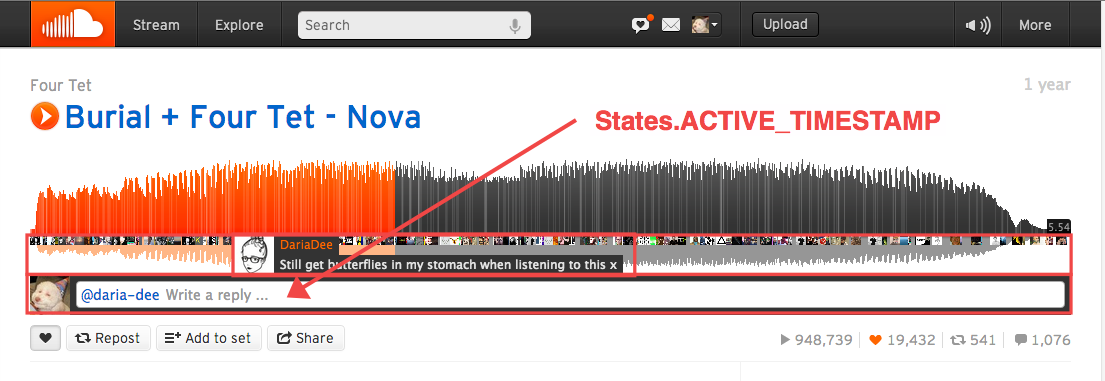 Stream Explore Search Upload More
Four Tet 1 year
Burial + Four Tet - Nova
States.ACTIVE_TIMESTAMP
5.54
DariaDee
Still get butterflies in my stomach when listening to this x
@daria-dee Write a reply ...
Repost Add to set Share 948,739 19,432 541 1,076